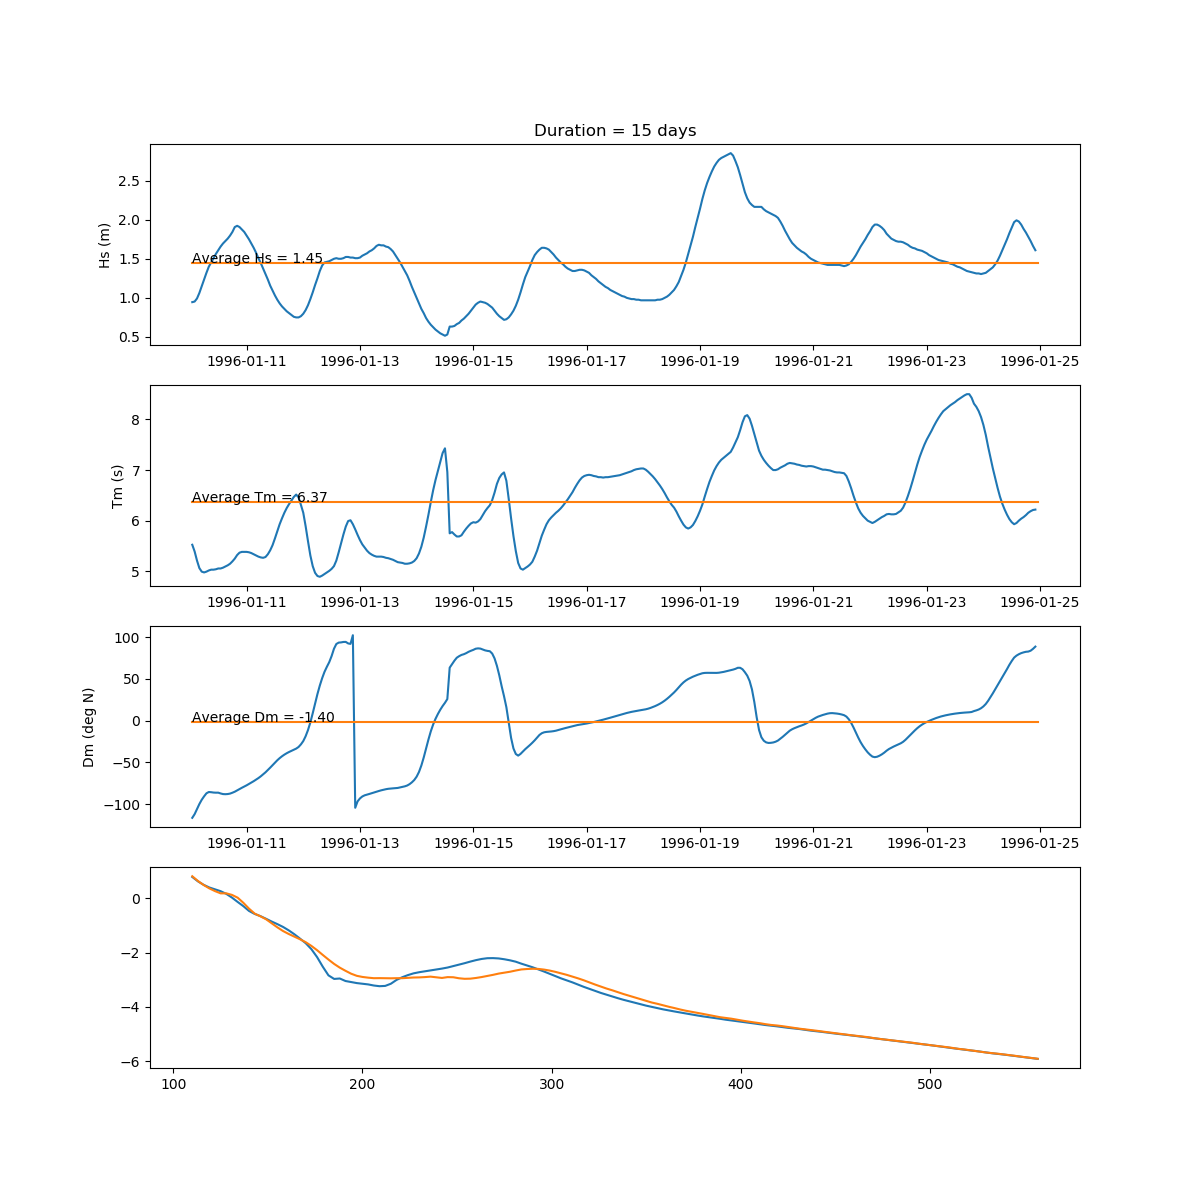 Duration = 15 days
Hs (m)
2.5
2.0
1.5
1.0
0.5
Average Hs = 1.45
1996-01-11 1996-01-13 1996-01-15 1996-01-17 1996-01-19 1996-01-21 1996-01-23 1996-01-25
Tm (s)
8
7
6
5
Average Tm = 6.37
1996-01-11 1996-01-13 1996-01-15 1996-01-17 1996-01-19 1996-01-21 1996-01-23 1996-01-25
Dm (deg N)
100
50
0
−50
−100
Average Dm = -1.40
1996-01-11 1996-01-13 1996-01-15 1996-01-17 1996-01-19 1996-01-21 1996-01-23 1996-01-25
0
−2
−4
−6
100 200 300 400 500